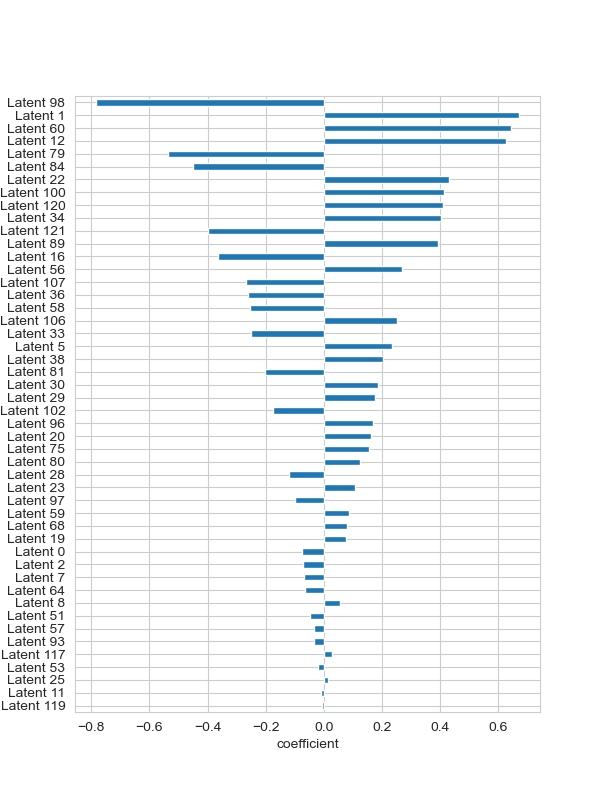 Latent 98
Latent 1
Latent 60
Latent 12
Latent 79
Latent 84
Latent 22
Latent 100
Latent 120
Latent 34
Latent 121
Latent 89
Latent 16
Latent 56
Latent 107
Latent 36
Latent 58
Latent 106
Latent 33
Latent 5
Latent 38
Latent 81
Latent 30
Latent 29
Latent 102
Latent 96
Latent 20
Latent 75
Latent 80
Latent 28
Latent 23
Latent 97
Latent 59
Latent 68
Latent 19
Latent 0
Latent 2
Latent 7
Latent 64
Latent 8
Latent 51
Latent 57
Latent 93
Latent 117
Latent 53
Latent 25
Latent 11
Latent 119
−0.8 −0.6 −0.4 −0.2 0.0 0.2 0.4 0.6
coefficient